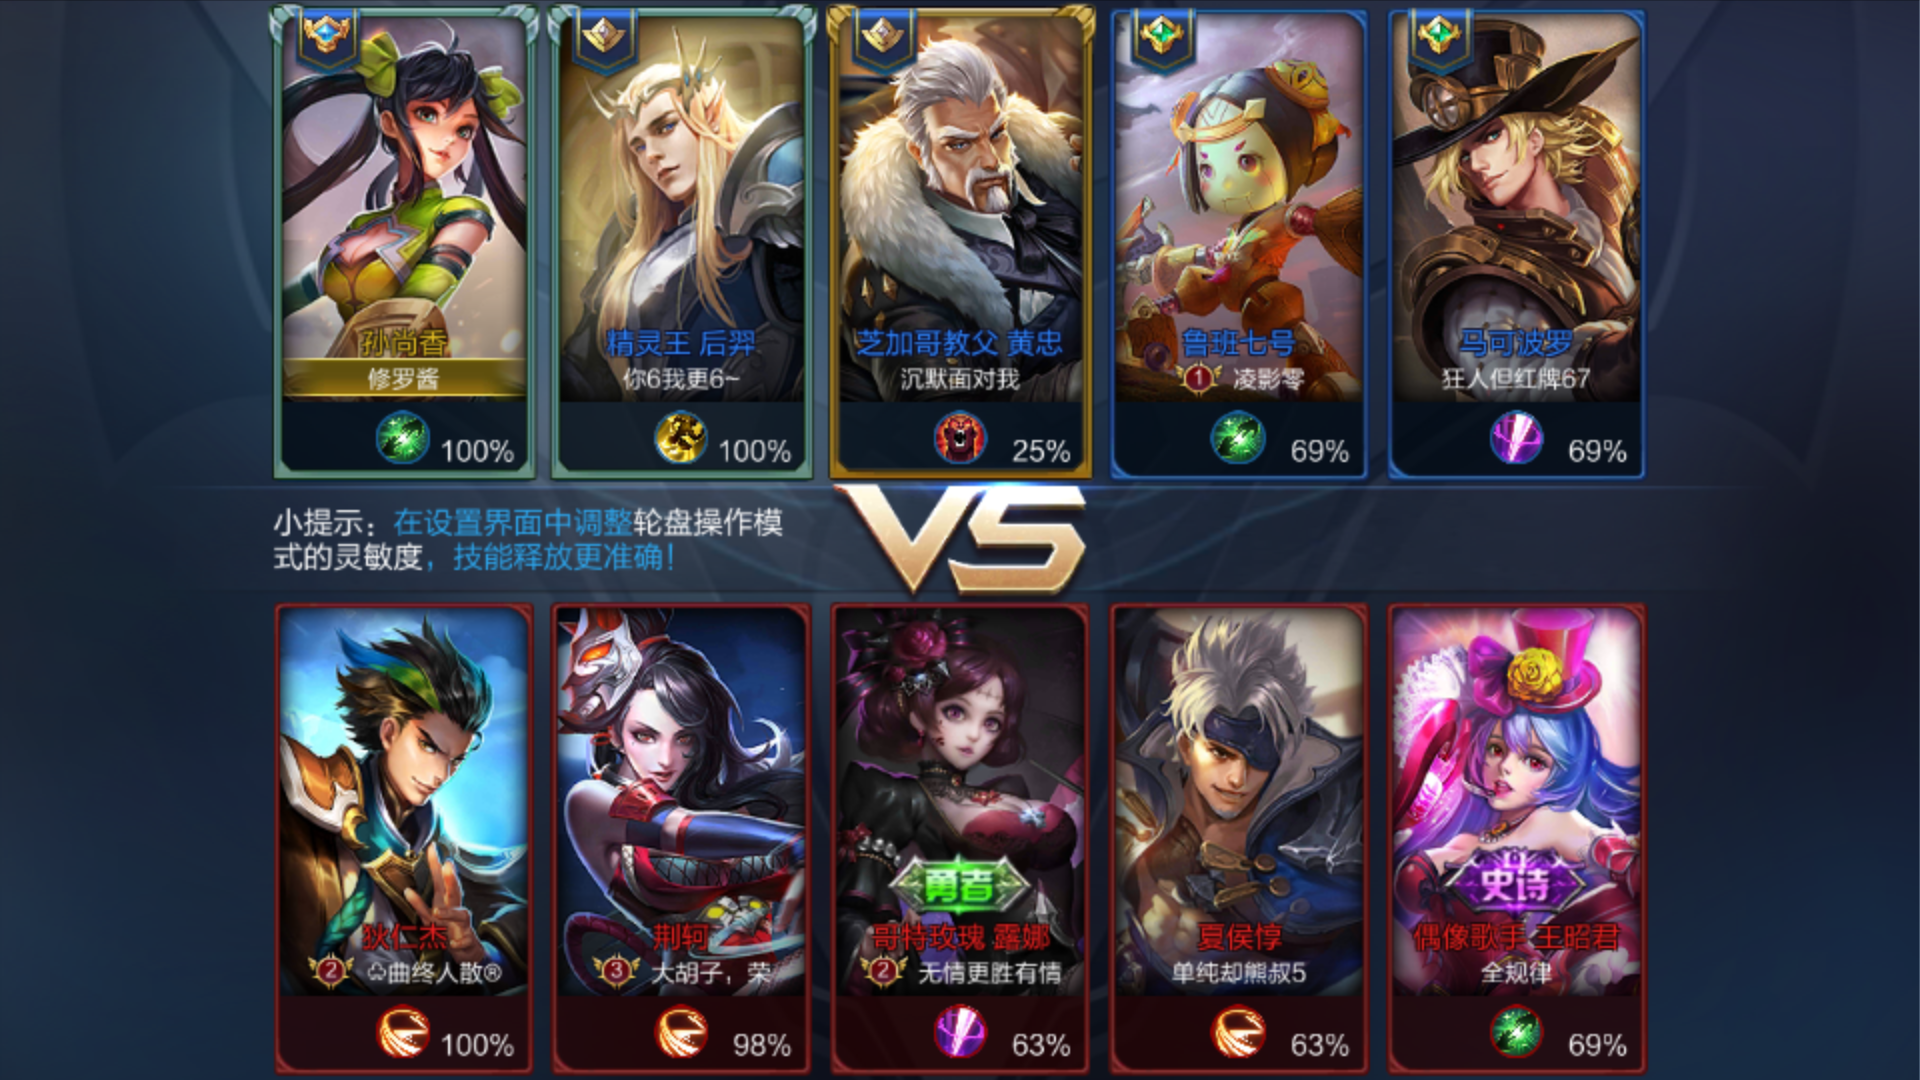 孙尚香
修罗酱
100%
精灵王 后羿
你6我更6~
100%
芝加哥教父 黄忠
沉默面对我
25%
鲁班七号
1 凌影零
69%
马可波罗
狂人但红牌67
69%
小提示：在设置界面中调整轮盘操作模
式的灵敏度，技能释放更准确！
VS
狄仁杰
2 ♧曲终人散®
100%
荆轲
3 大胡子，荣
98%
勇者
哥特玫瑰 露娜
2 无情更胜有情
63%
夏侯惇
单纯却熊叔5
63%
史诗
偶像歌手 王昭君
全规律
69%